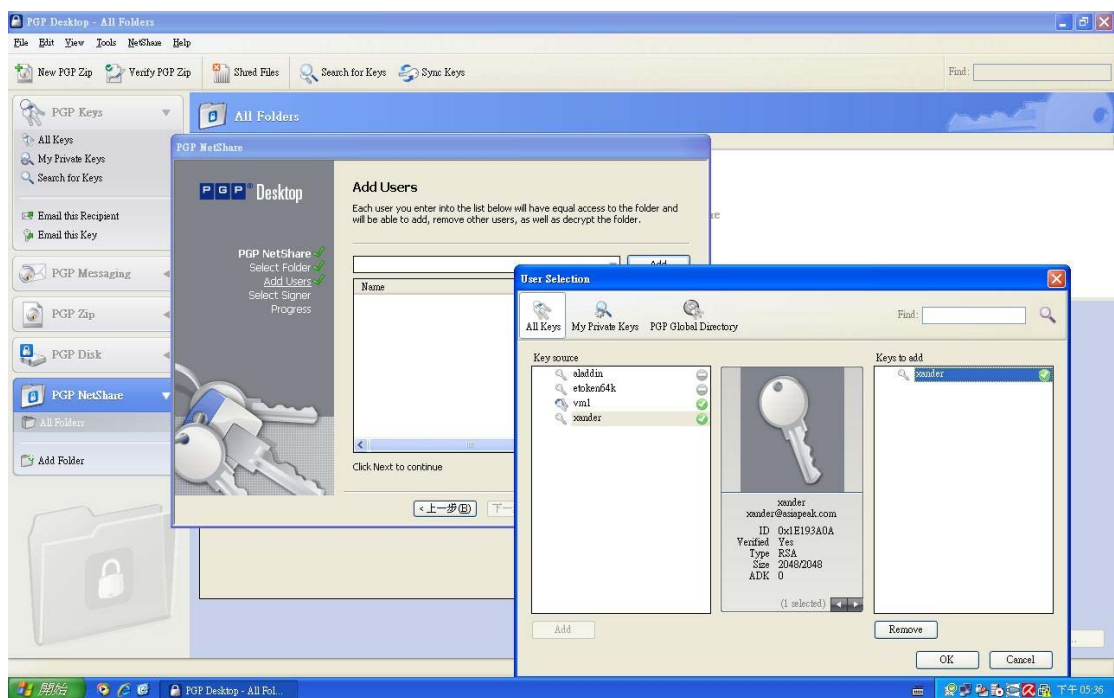 PGP Desktop - All Folders
File Edit View Tools NetShare Help
New PGP Zip Verify PGP Zip Shred Files Search for Keys Sync Keys Find:
PGP Keys
All Keys
My Private Keys
Search for Keys
Email this Recipient
Email this Key
PGP Messaging
PGP Zip
PGP Disk
PGP NetShare
All Folders
Add Folder
All Folders
PGP NetShare
PGP Desktop
PGP NetShare
Select Folder
Add Users
Select Signer
Progress
Add Users
Each user you enter into the list below will have equal access to the folder and
will be able to add, remove other users, as well as decrypt the folder.
Add
Name
Click Next to continue
<上一步(B) 下一
User Selection
All Keys My Private Keys PGP Global Directory Find:
Key source
aladdin
etoken64k
vm1
xander
Add
xander
xander@asiapeak.com
ID 0x1E193A0A
Verified Yes
Type RSA
Size 2048/2048
ADK 0
(1 selected)
Keys to add
xander
Remove
OK Cancel
開始 PGP Desktop - All Fol... 下午 05:36